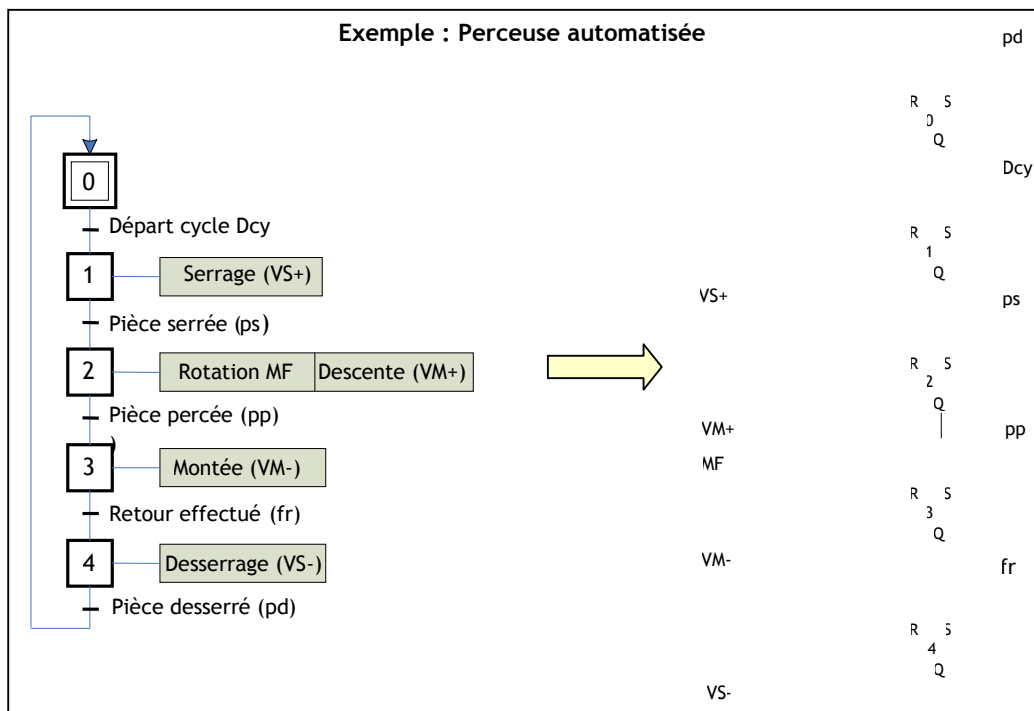 Exemple : Perceuse automatisée
0
Départ cycle Dcy
1
Serrage (VS+)
Pièce serrée (ps)
2
Rotation MF
Descente (VM+)
Pièce percée (pp)
)
3
Montée (VM-)
Retour effectué (fr)
4
Desserrage (VS-)
Pièce desserré (pd)
pd
R S
0
Q
Dcy
R S
1
Q
VS+
ps
R S
2
Q
VM+
pp
MF
R S
3
Q
VM-
fr
R S
4
Q
VS-